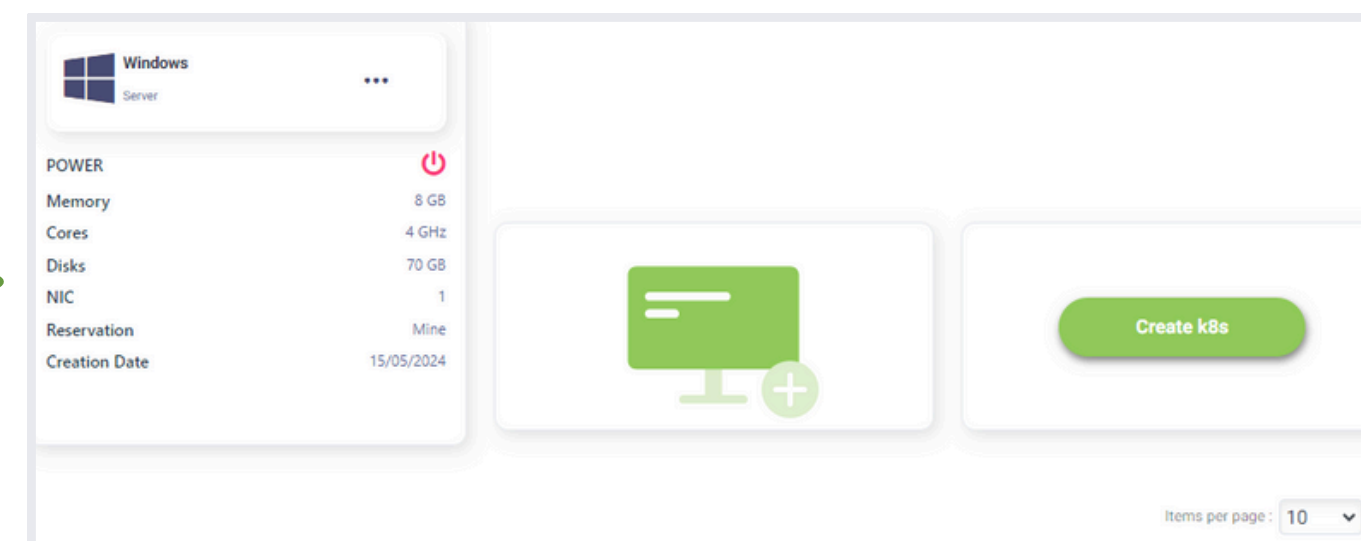 Windows
Server
POWER
Memory 8 GB
Cores 4 GHz
Disks 70 GB
NIC 1
Reservation Mine
Creation Date 15/05/2024
Create k8s
Items per page : 10